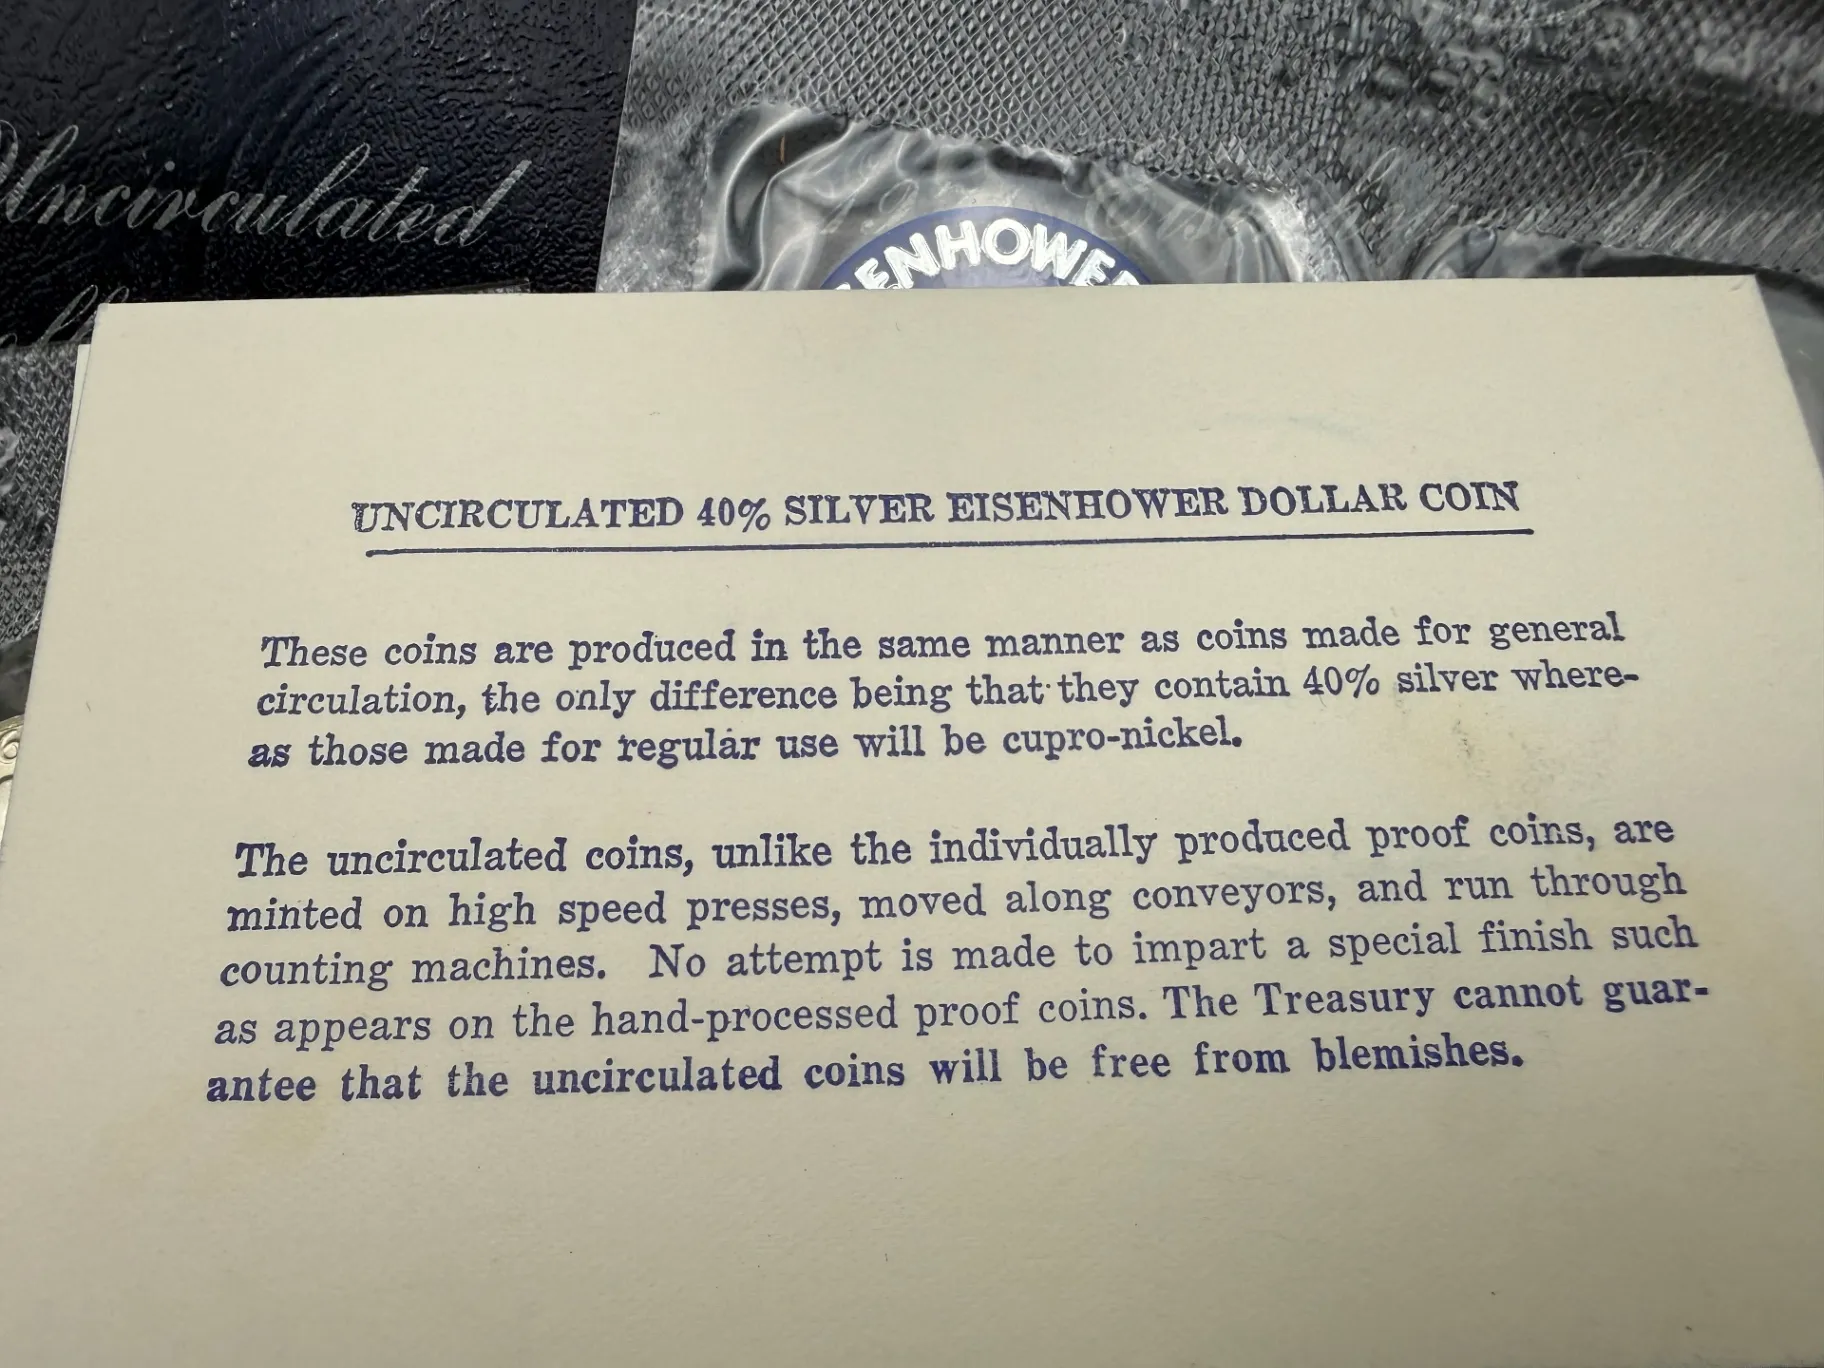 Uncirculated
ENHOWE
UNCIRCULATED 40% SILVER EISENHOWER DOLLAR COIN
These coins are produced in the same manner as coins made for general
circulation, the only difference being that they contain 40% silver where-
as those made for regular use will be cupro-nickel.
The uncirculated coins, unlike the individually produced proof coins, are
minted on high speed presses, moved along conveyors, and run through
counting machines. No attempt is made to impart a special finish such
as appears on the hand-processed proof coins. The Treasury cannot guar-
antee that the uncirculated coins will be free from blemishes.